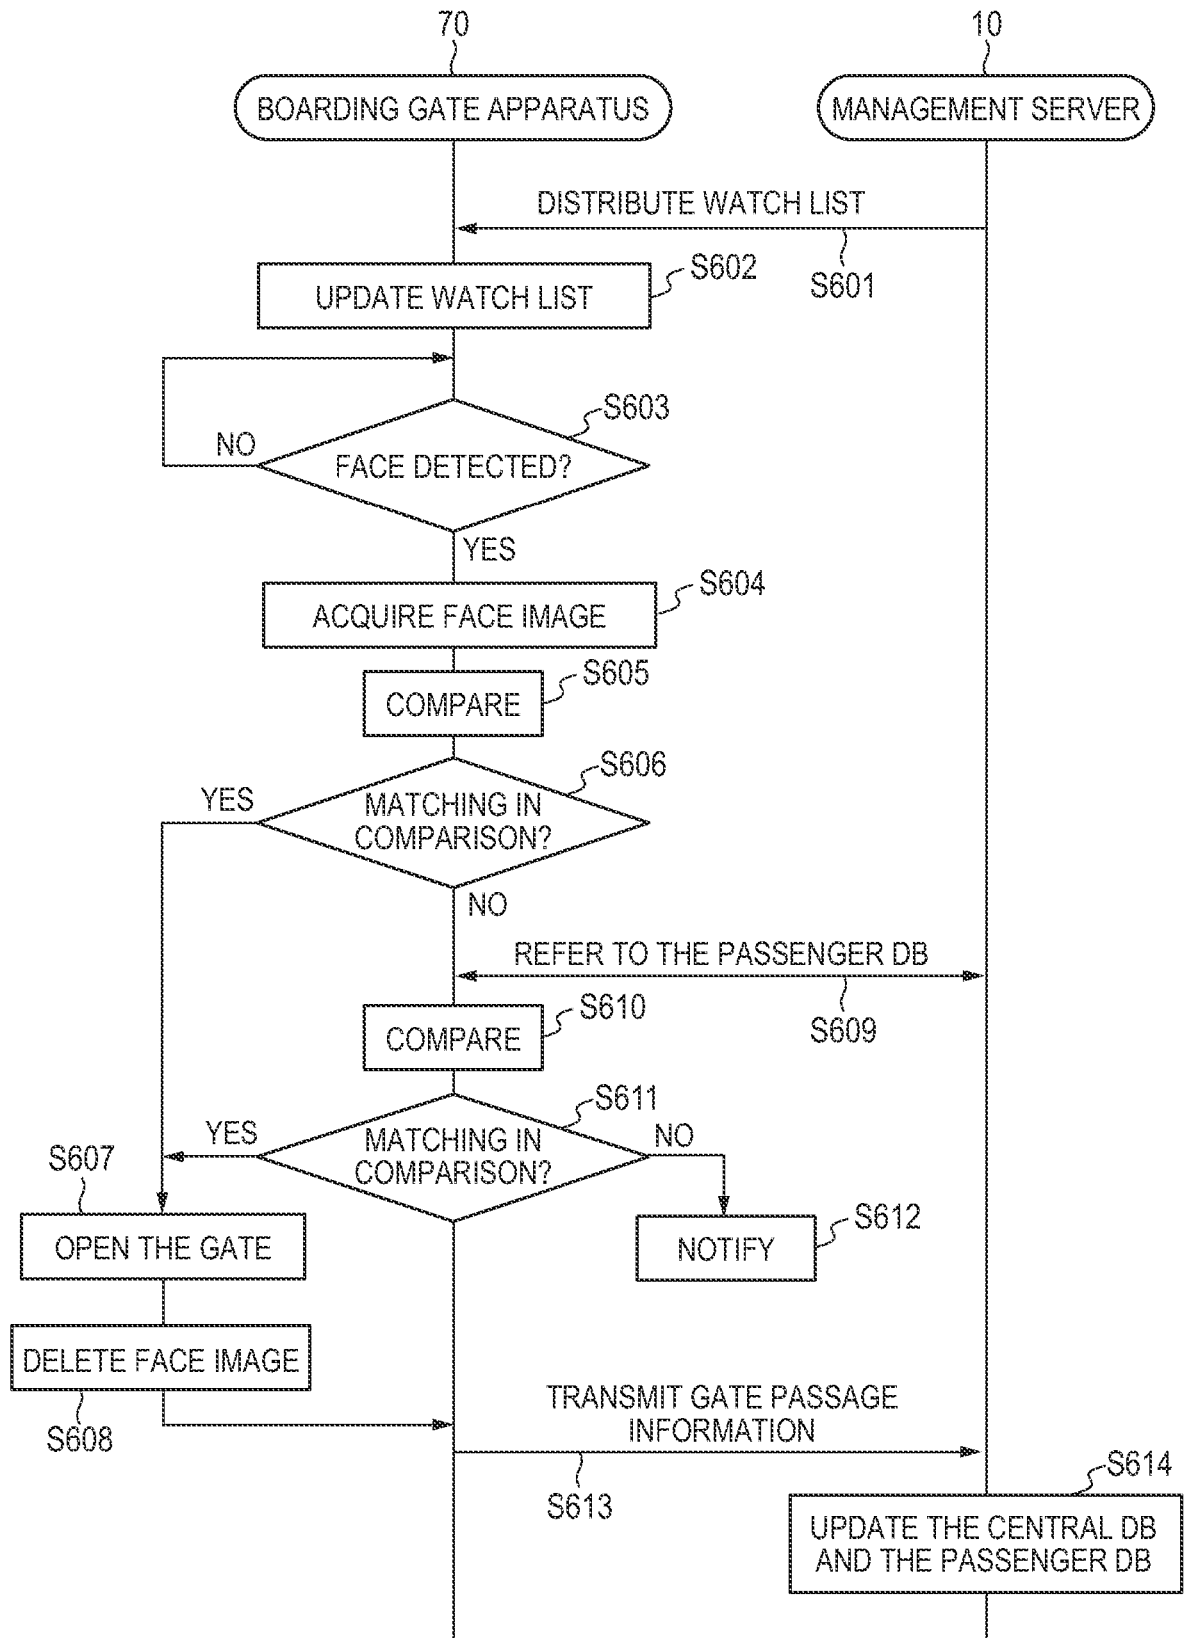 70
10
BOARDING GATE APPARATUS
MANAGEMENT SERVER
DISTRIBUTE WATCH LIST
S601
S602
UPDATE WATCH LIST
S603
NO
FACE DETECTED?
YES
S604
ACQUIRE FACE IMAGE
S605
COMPARE
S606
YES
MATCHING IN
COMPARISON?
NO
REFER TO THE PASSENGER DB
S609
S610
COMPARE
S611
YES
MATCHING IN
COMPARISON?
NO
S607
OPEN THE GATE
S612
NOTIFY
DELETE FACE IMAGE
S608
TRANSMIT GATE PASSAGE
INFORMATION
S613
S614
UPDATE THE CENTRAL DB
AND THE PASSENGER DB